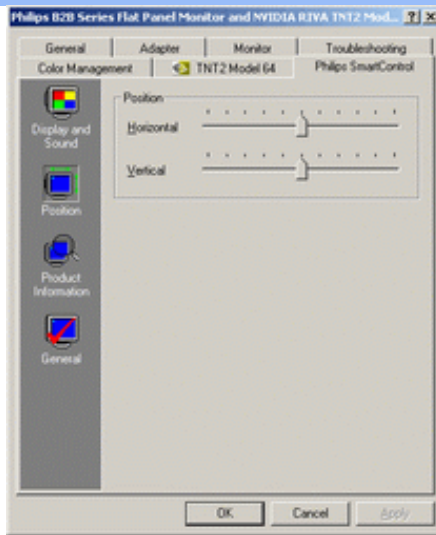 Philips B2B Series Flat Panel Monitor and NVIDIA RIVA TNT2 Mod...
General Adapter Monitor Troubleshooting
Color Management TNT2 Model 64 Philips SmartControl
Display and
Sound
Position
Product
Information
General
Position
Horizontal
Vertical
OK Cancel Apply